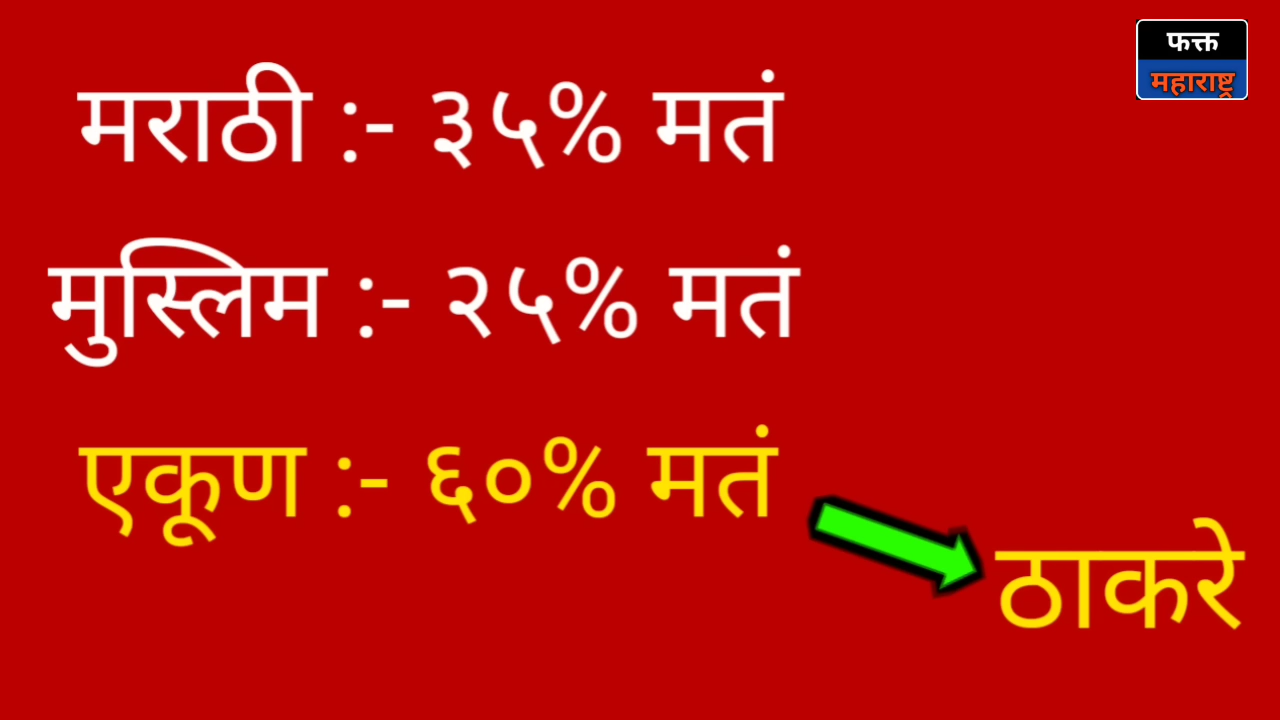 फक्त
महाराष्ट्र
मराठी :- ३५% मतं
मुस्लिम :- २५% मतं
एकूण :- ६०% मतं
ठाकरे